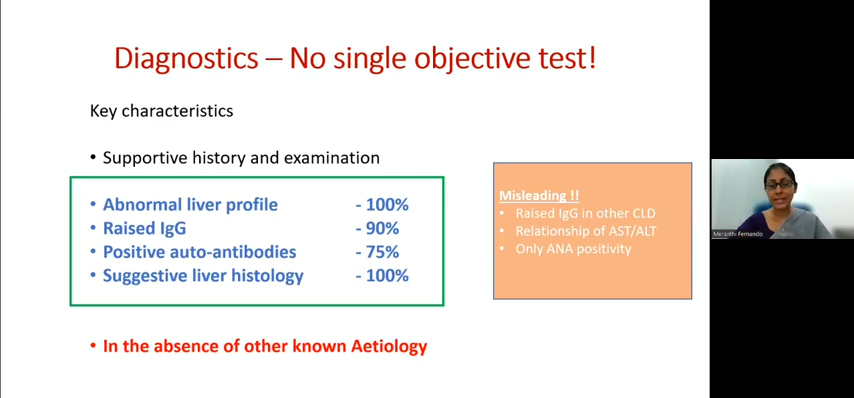 Diagnostics – No single objective test!
Key characteristics
• Supportive history and examination
• Abnormal liver profile - 100%
• Raised IgG - 90%
• Positive auto-antibodies - 75%
• Suggestive liver histology - 100%
• In the absence of other known Aetiology
Misleading !!
• Raised IgG in other CLD
• Relationship of AST/ALT
• Only ANA positivity
Meranthi Fernando